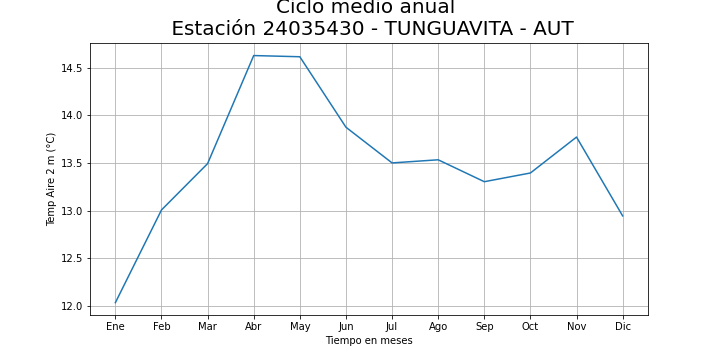 Ciclo medio anual
Estación 24035430 - TUNGUAVITA - AUT
14.5
14.0
13.5
13.0
12.5
12.0
Temp Aire 2 m (°C)
Ene Feb Mar Abr May Jun Jul Ago Sep Oct Nov Dic
Tiempo en meses